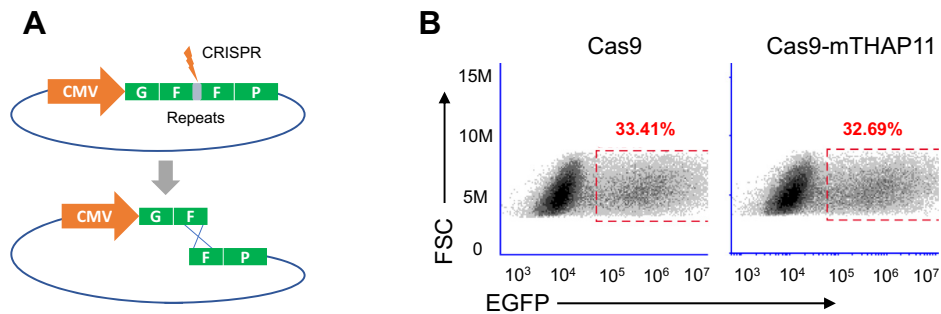 A
CRISPR
CMV G F F P
Repeats
CMV G F
F P
B
Cas9 Cas9-mTHAP11
15M
10M
5M
0
FSC
33.41% 32.69%
10³ 10⁴ 10⁵ 10⁶ 10⁷ 10³ 10⁴ 10⁵ 10⁶ 10⁷
EGFP